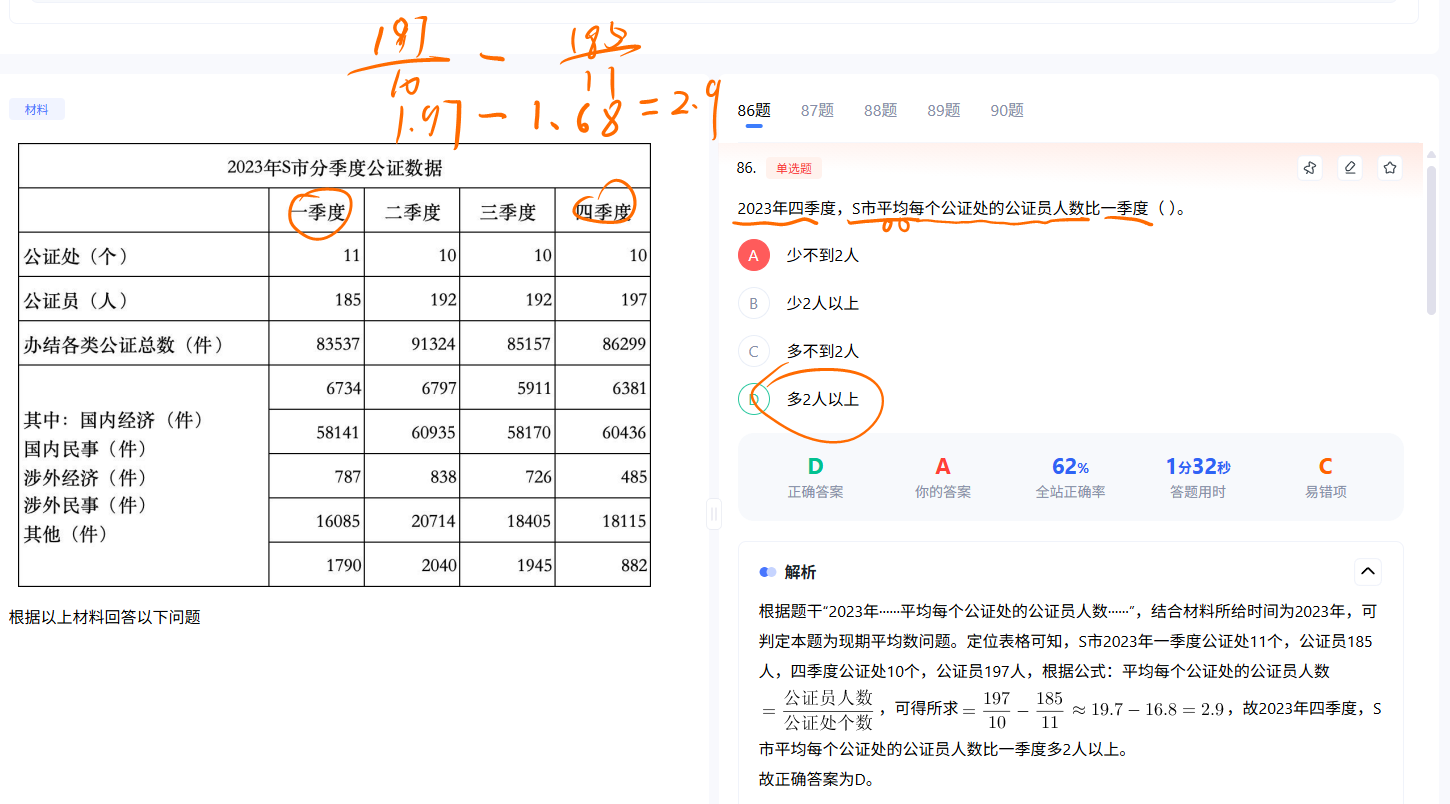 197/10 − 185/11
1.97 − 1、68 = 2.9
材料
2023年S市分季度公证数据
一季度 二季度 三季度 四季度
公证处（个） 11 10 10 10
公证员（人） 185 192 192 197
办结各类公证总数（件） 83537 91324 85157 86299
其中：国内经济（件） 6734 6797 5911 6381
国内民事（件） 58141 60935 58170 60436
涉外经济（件） 787 838 726 485
涉外民事（件） 16085 20714 18405 18115
其他（件） 1790 2040 1945 882
根据以上材料回答以下问题
86题 87题 88题 89题 90题
86. 单选题
2023年四季度，S市平均每个公证处的公证员人数比一季度（ ）。
A 少不到2人
B 少2人以上
C 多不到2人
D 多2人以上
D A 62% 1分32秒 C
正确答案 你的答案 全站正确率 答题用时 易错项
解析
根据题干“2023年······平均每个公证处的公证员人数······”，结合材料所给时间为2023年，可
判定本题为现期平均数问题。定位表格可知，S市2023年一季度公证处11个，公证员185
人，四季度公证处10个，公证员197人，根据公式：平均每个公证处的公证员人数
=公证员人数/公证处个数，可得所求=197/10−185/11≈19.7−16.8=2.9，故2023年四季度，S
市平均每个公证处的公证员人数比一季度多2人以上。
故正确答案为D。